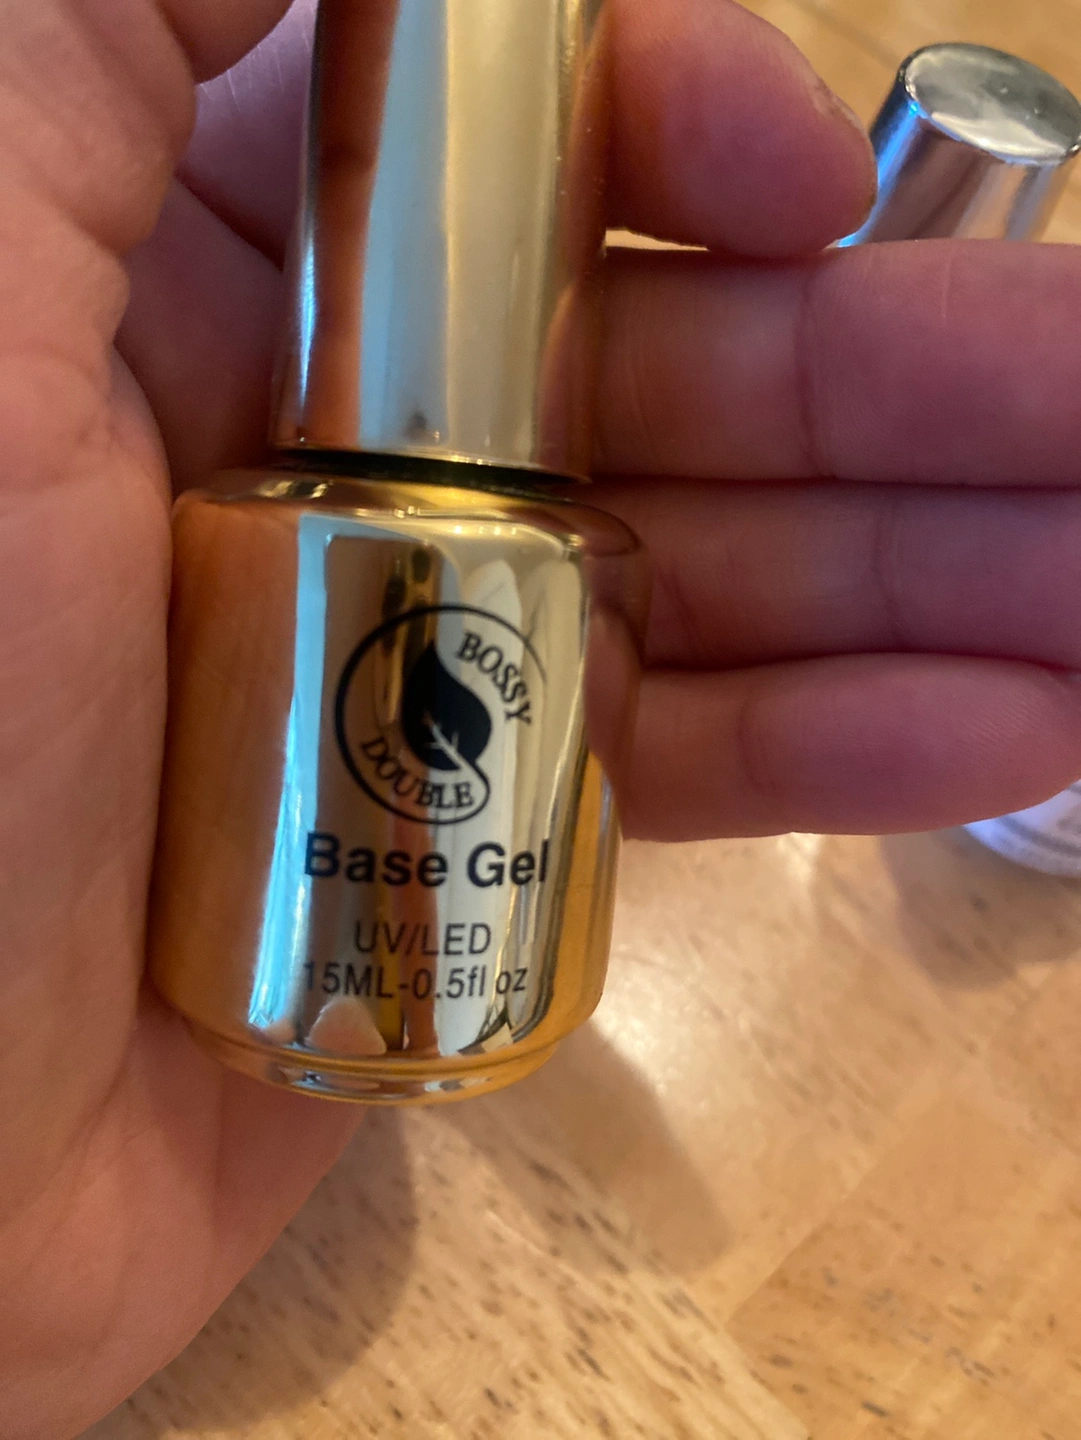 BOSSY
DOUBLE
Base Gel
UV/LED
15ML-0.5fl oz